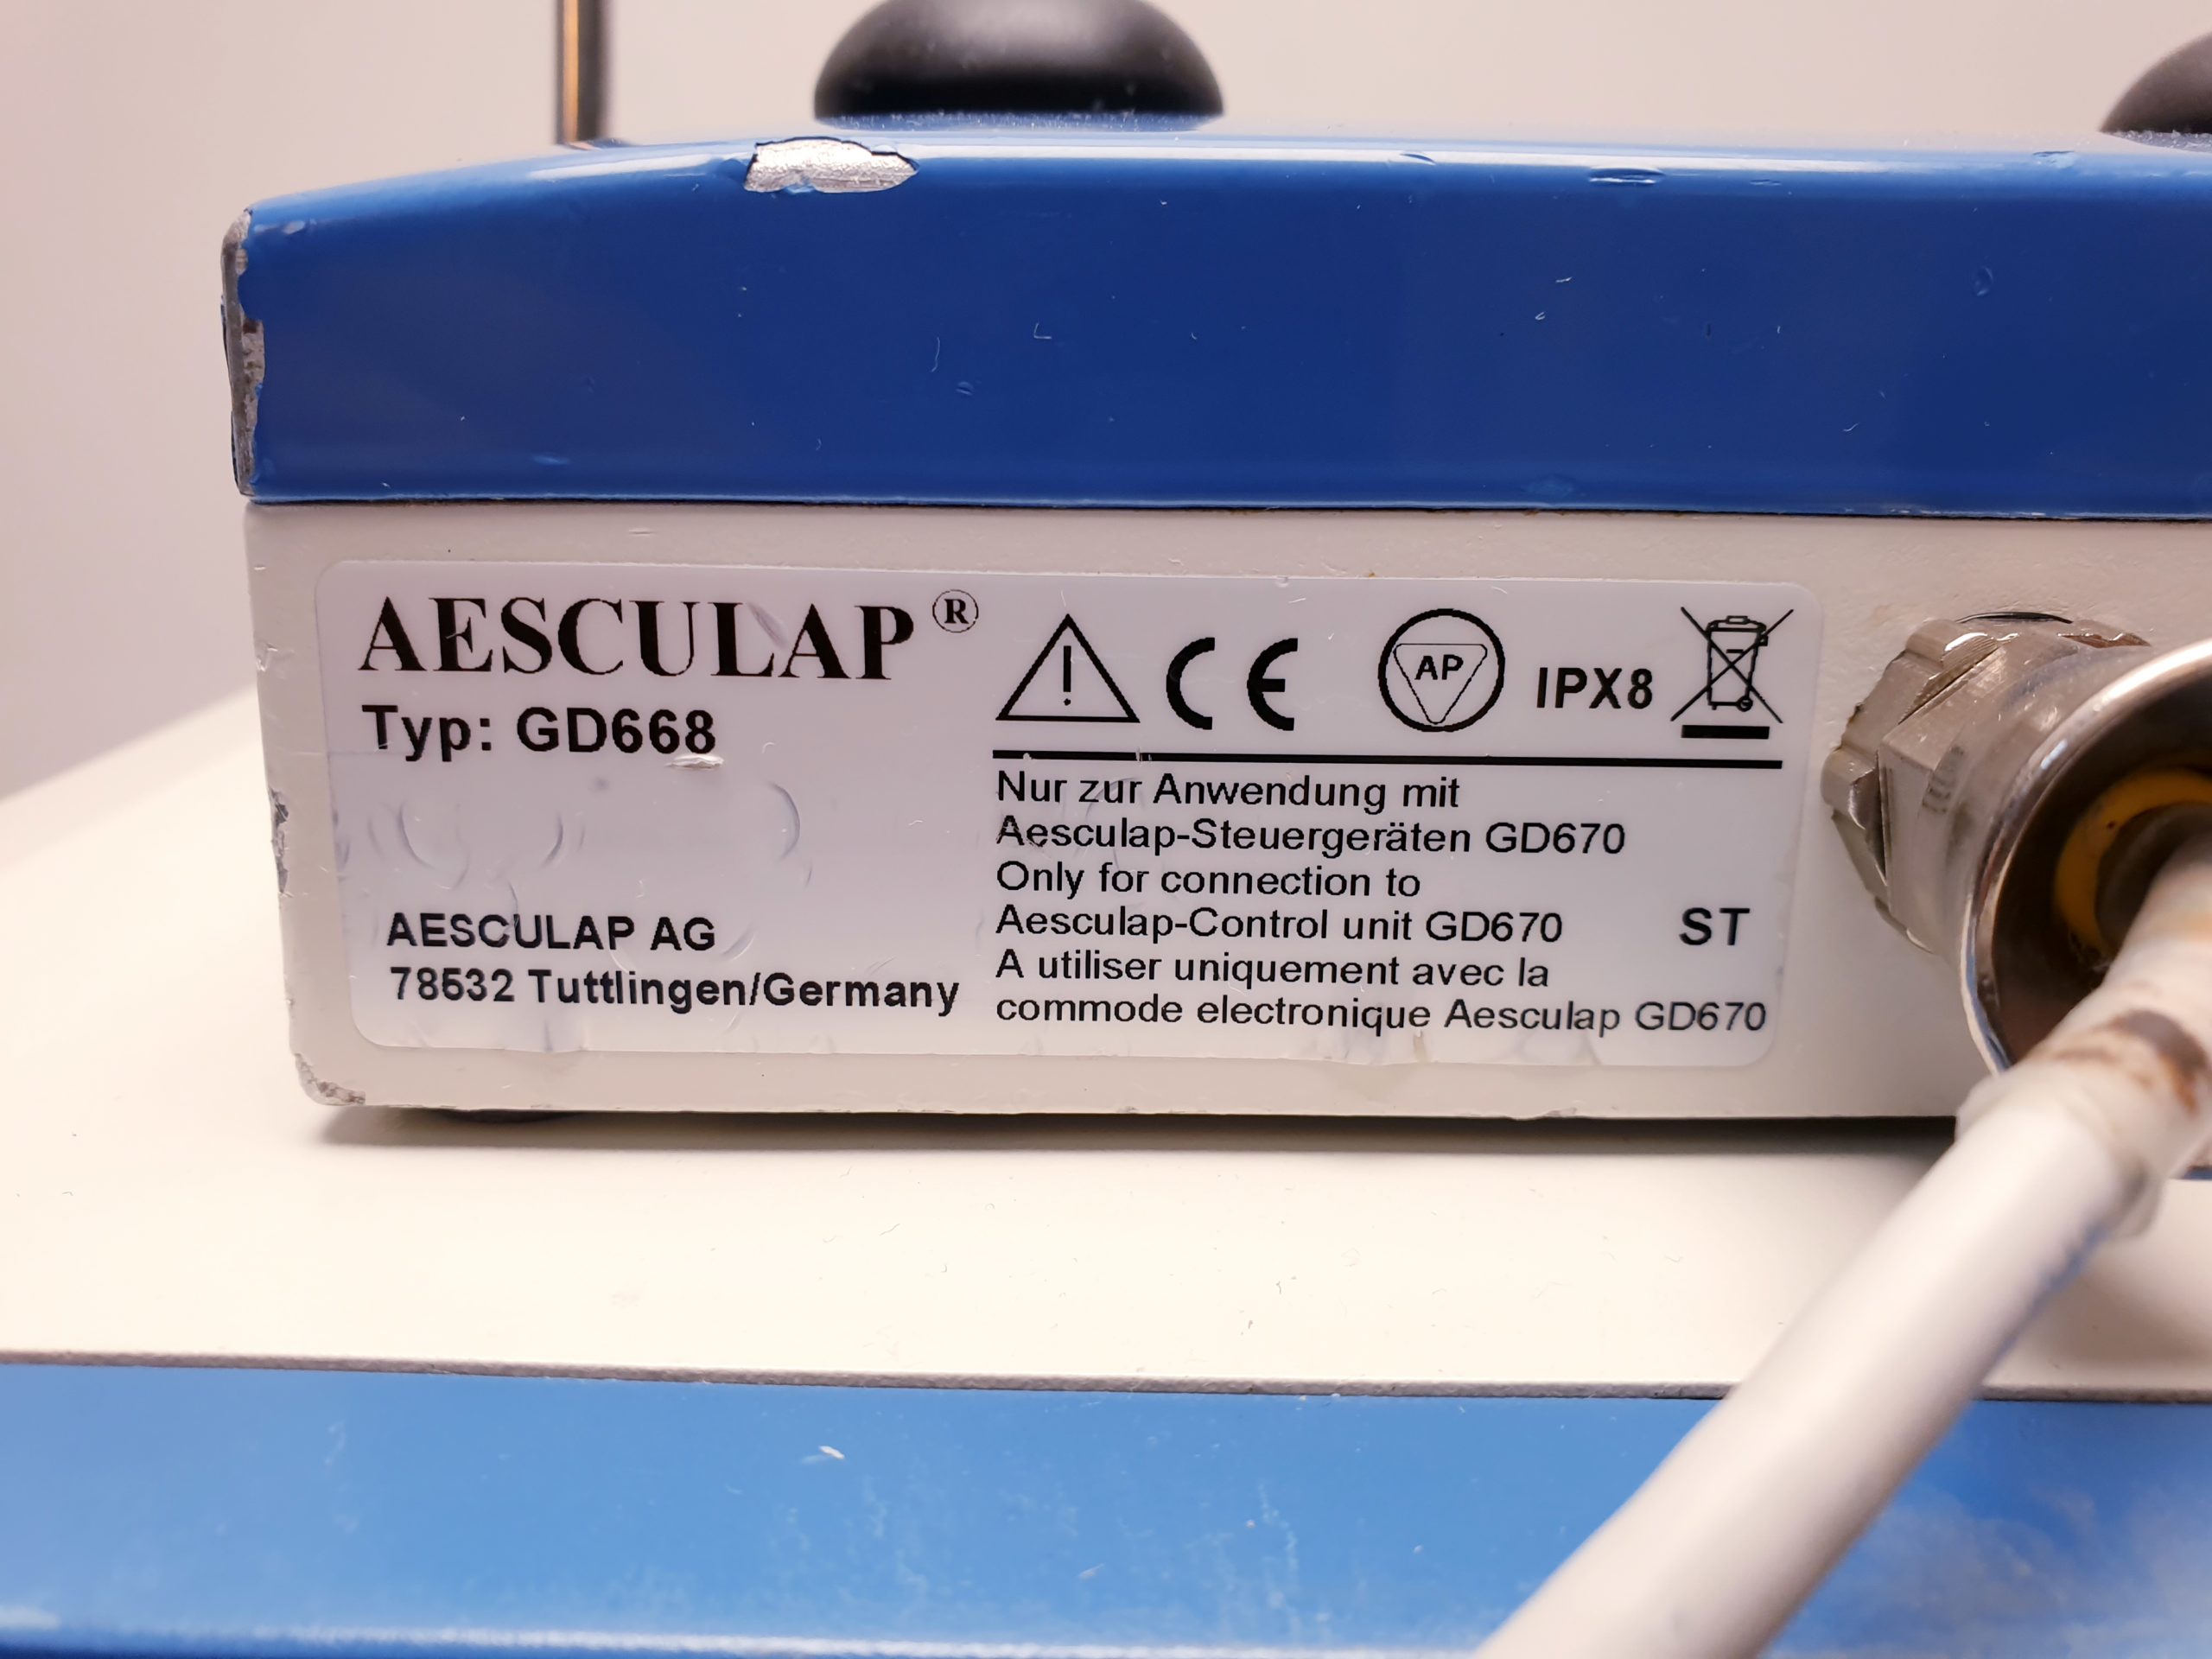 AESCULAP®
Typ: GD668
AESCULAP AG
78532 Tuttlingen/Germany
CE
AP
IPX8
Nur zur Anwendung mit
Aesculap-Steuergeräten GD670
Only for connection to
Aesculap-Control unit GD670
A utiliser uniquement avec la
commode electronique Aesculap GD670
ST